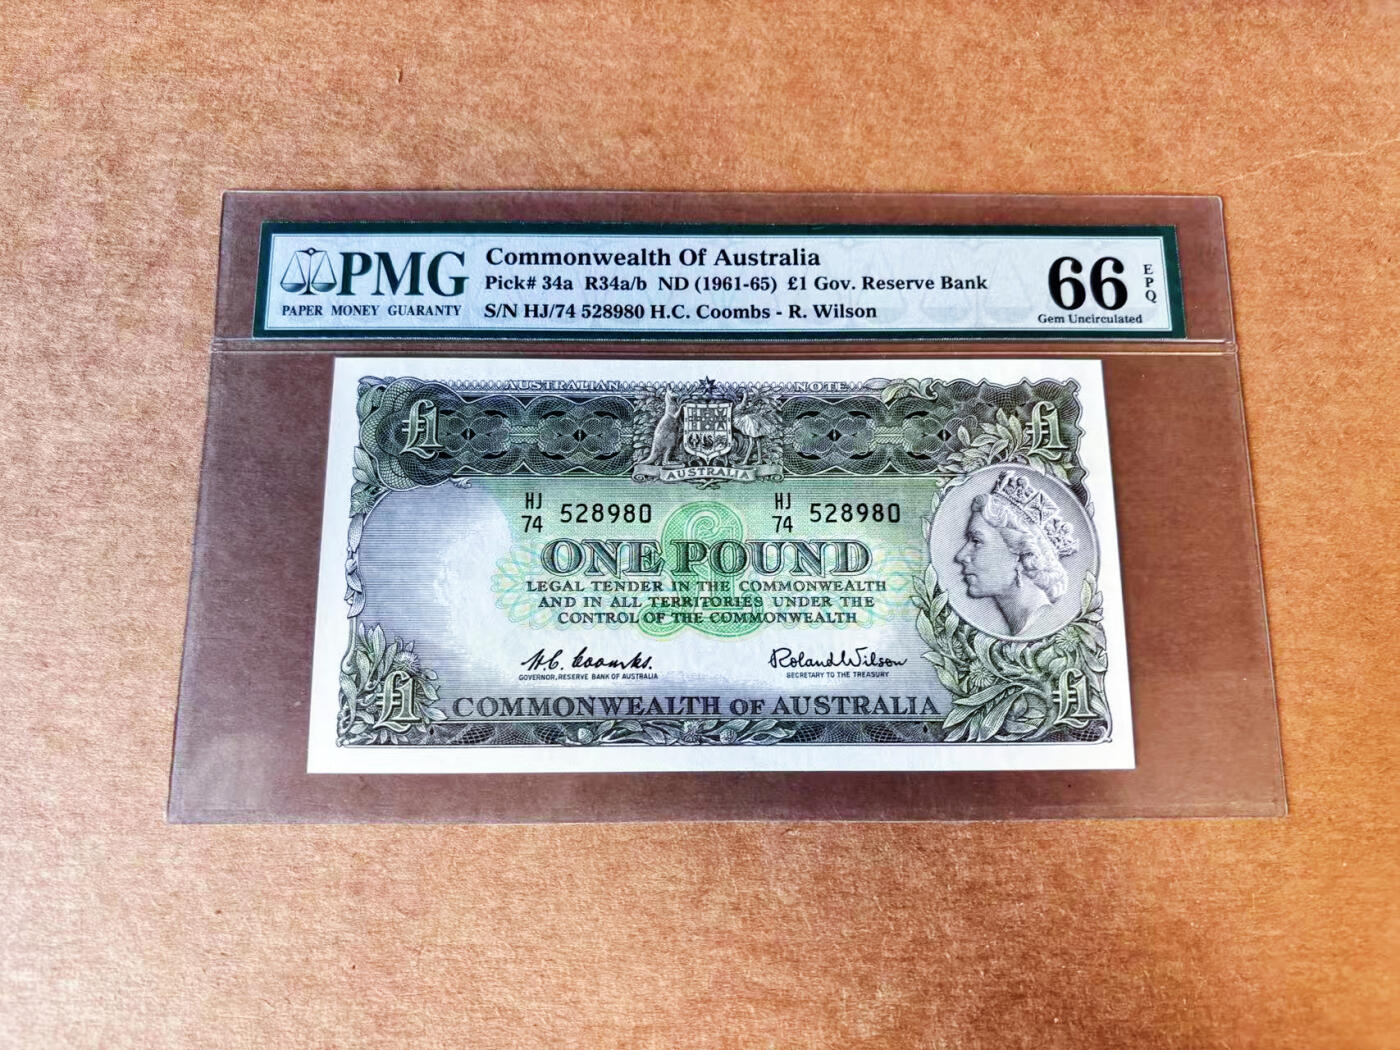 PMG
PAPER MONEY GUARANTY
Commonwealth Of Australia
Pick# 34a R34a/b ND (1961-65) £1 Gov. Reserve Bank
S/N HJ/74 528980 H.C. Coombs - R. Wilson
66
EPQ
Gem Uncirculated
AUSTRALIAN NOTE
£1 £1
AUSTRALIA
HJ/74 528980 HJ/74 528980
£
ONE POUND
LEGAL TENDER IN THE COMMONWEALTH
AND IN ALL TERRITORIES UNDER THE
CONTROL OF THE COMMONWEALTH
H.C. Coombs. Roland Wilson
GOVERNOR, RESERVE BANK OF AUSTRALIA SECRETARY TO THE TREASURY
£1 £1
COMMONWEALTH OF AUSTRALIA